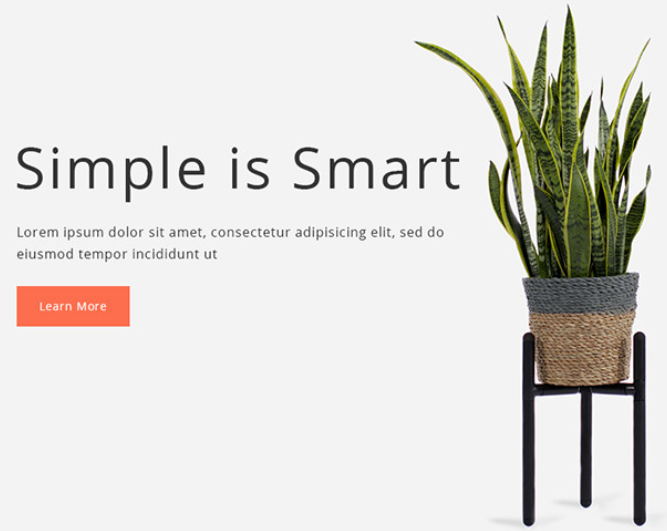 Simple is Smart
Lorem ipsum dolor sit amet, consectetur adipisicing elit, sed do
eiusmod tempor incididunt ut
Learn More